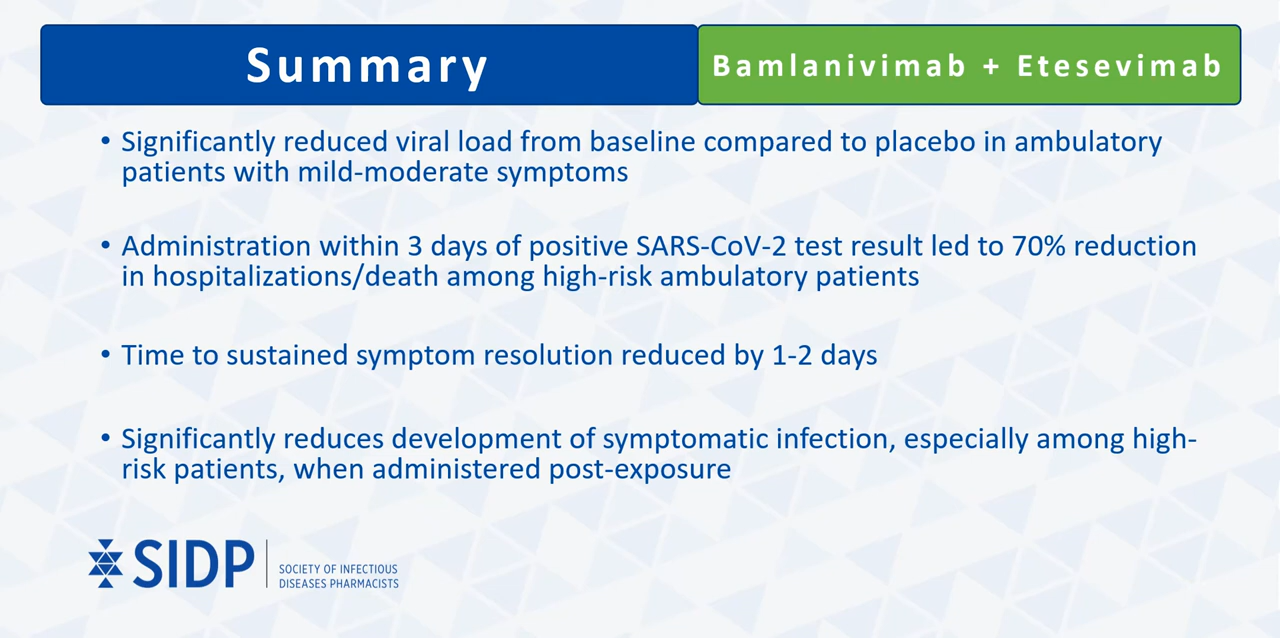 Summary
Bamlanivimab + Etesevimab
• Significantly reduced viral load from baseline compared to placebo in ambulatory
patients with mild-moderate symptoms
• Administration within 3 days of positive SARS-CoV-2 test result led to 70% reduction
in hospitalizations/death among high-risk ambulatory patients
• Time to sustained symptom resolution reduced by 1-2 days
• Significantly reduces development of symptomatic infection, especially among high-
risk patients, when administered post-exposure
SIDP
SOCIETY OF INFECTIOUS
DISEASES PHARMACISTS